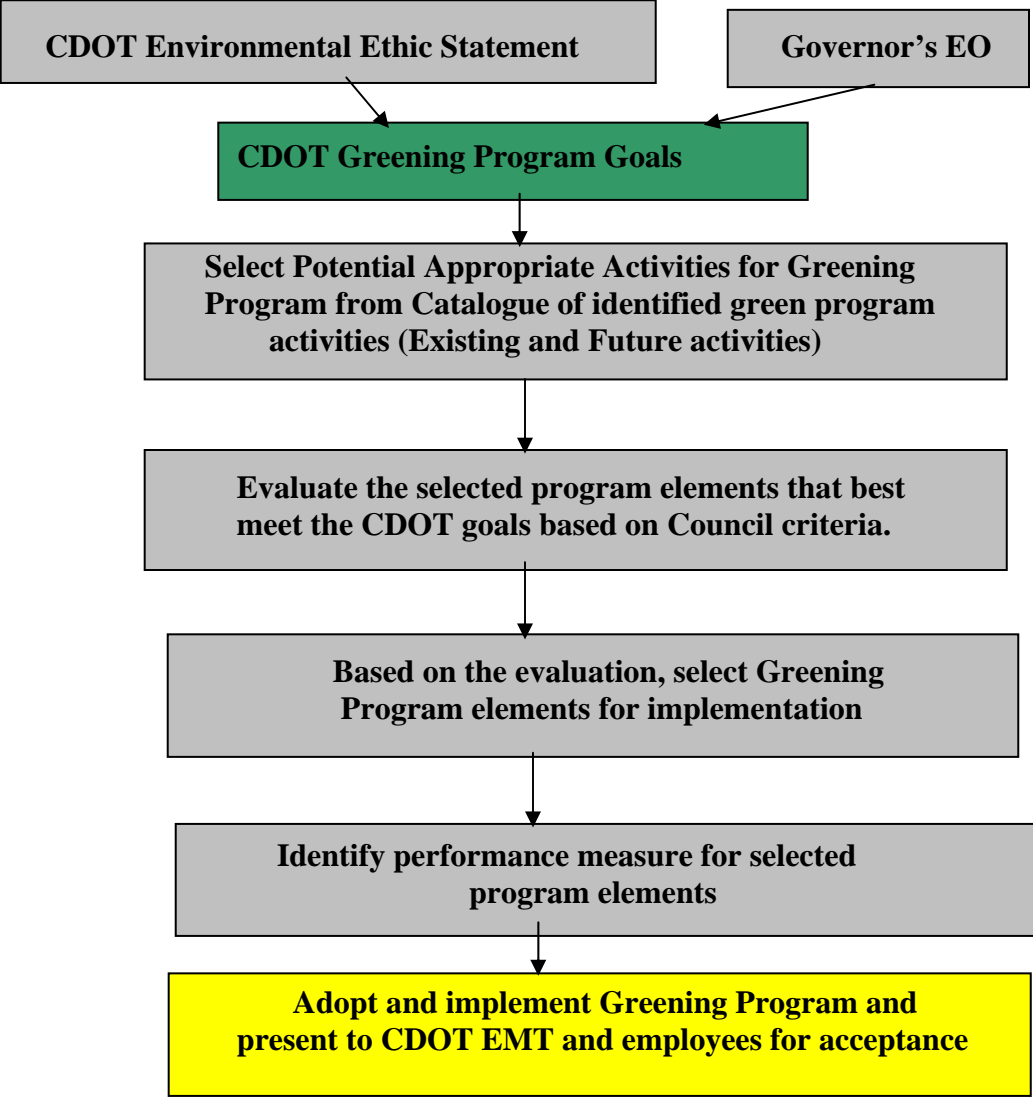 CDOT Environmental Ethic Statement
Governor’s EO
CDOT Greening Program Goals
Select Potential Appropriate Activities for Greening
Program from Catalogue of identified green program
activities (Existing and Future activities)
Evaluate the selected program elements that best
meet the CDOT goals based on Council criteria.
Based on the evaluation, select Greening
Program elements for implementation
Identify performance measure for selected
program elements
Adopt and implement Greening Program and
present to CDOT EMT and employees for acceptance